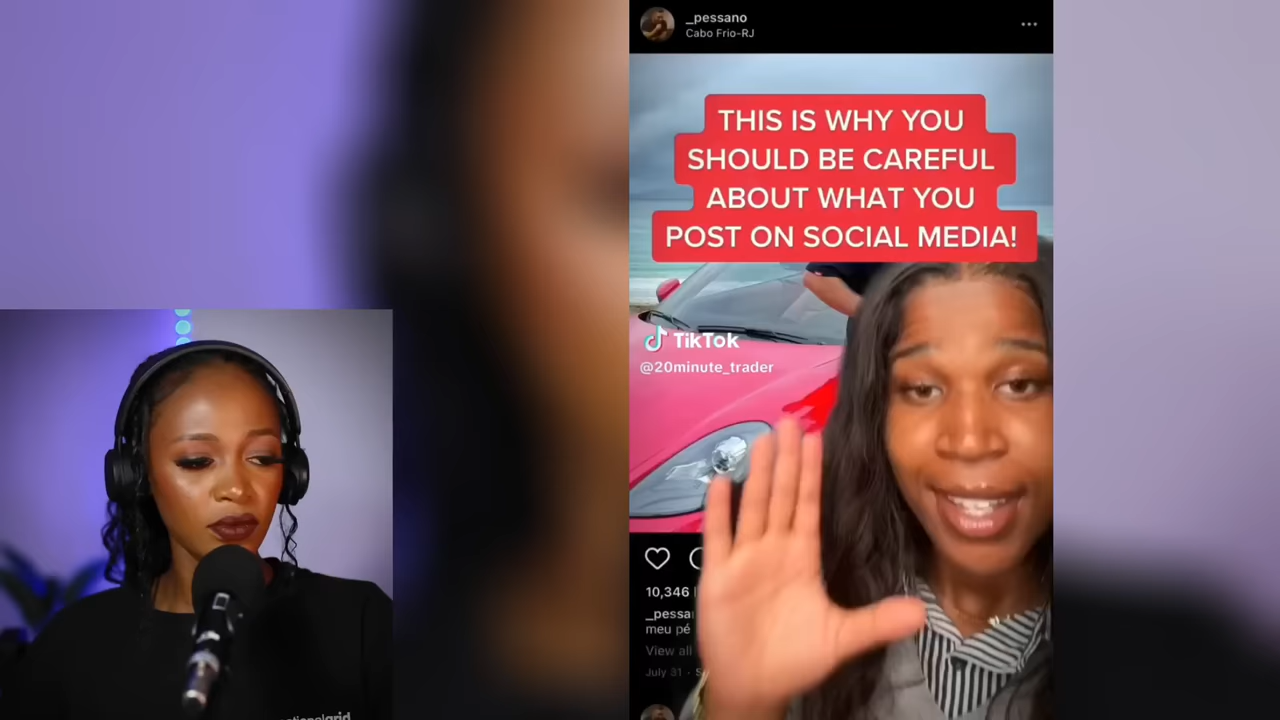 _pessano
Cabo Frio-RJ
THIS IS WHY YOU
SHOULD BE CAREFUL
ABOUT WHAT YOU
POST ON SOCIAL MEDIA!
TikTok
@20minute_trader
10,346
_pessa
meu pé
View all
July 31